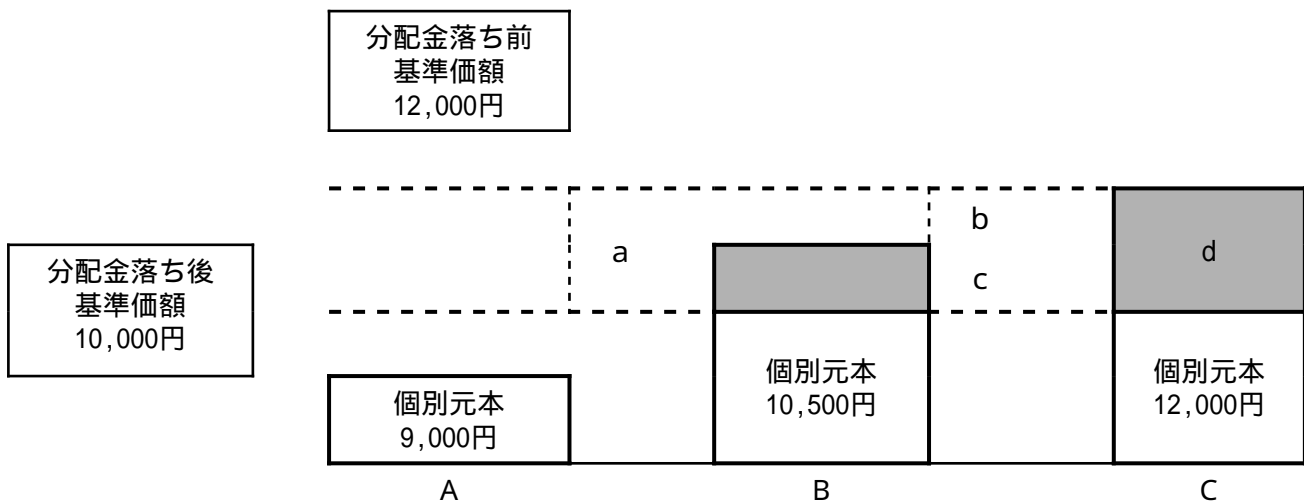 分配金落ち前
基準価額
12,000円
a
b
c
d
分配金落ち後
基準価額
10,000円
個別元本
9,000円
個別元本
10,500円
個別元本
12,000円
A
B
C